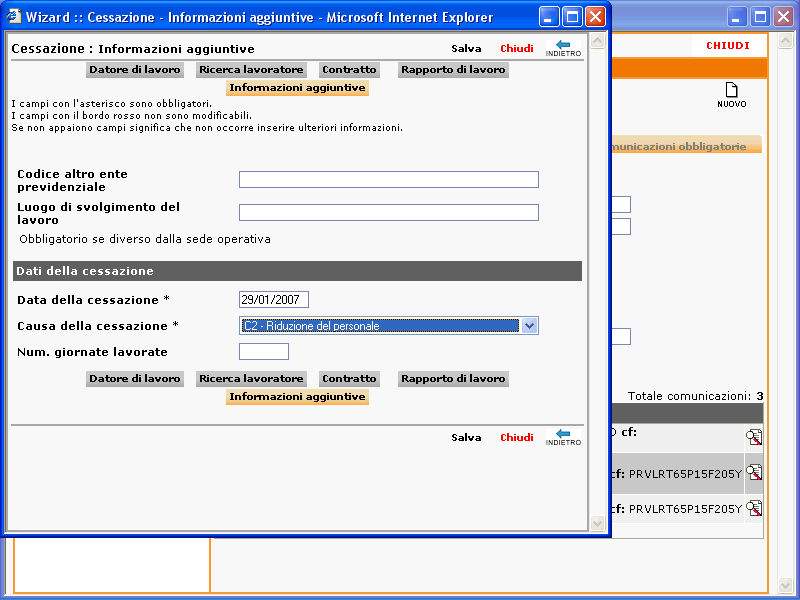 Wizard :: Cessazione - Informazioni aggiuntive - Microsoft Internet Explorer
Cessazione : Informazioni aggiuntive
Salva Chiudi INDIETRO
Datore di lavoro Ricerca lavoratore Contratto Rapporto di lavoro
Informazioni aggiuntive
I campi con l'asterisco sono obbligatori.
I campi con il bordo rosso non sono modificabili.
Se non appaiono campi significa che non occorre inserire ulteriori informazioni.
Codice altro ente
previdenziale
Luogo di svolgimento del
lavoro
Obbligatorio se diverso dalla sede operativa
Dati della cessazione
Data della cessazione * 29/01/2007
Causa della cessazione * C2 - Riduzione del personale
Num. giornate lavorate
Datore di lavoro Ricerca lavoratore Contratto Rapporto di lavoro
Informazioni aggiuntive
Salva Chiudi INDIETRO
CHIUDI
NUOVO
municazioni obbligatorie
Totale comunicazioni: 3
cf:
cf: PRVLRT65P15F205Y
cf: PRVLRT65P15F205Y